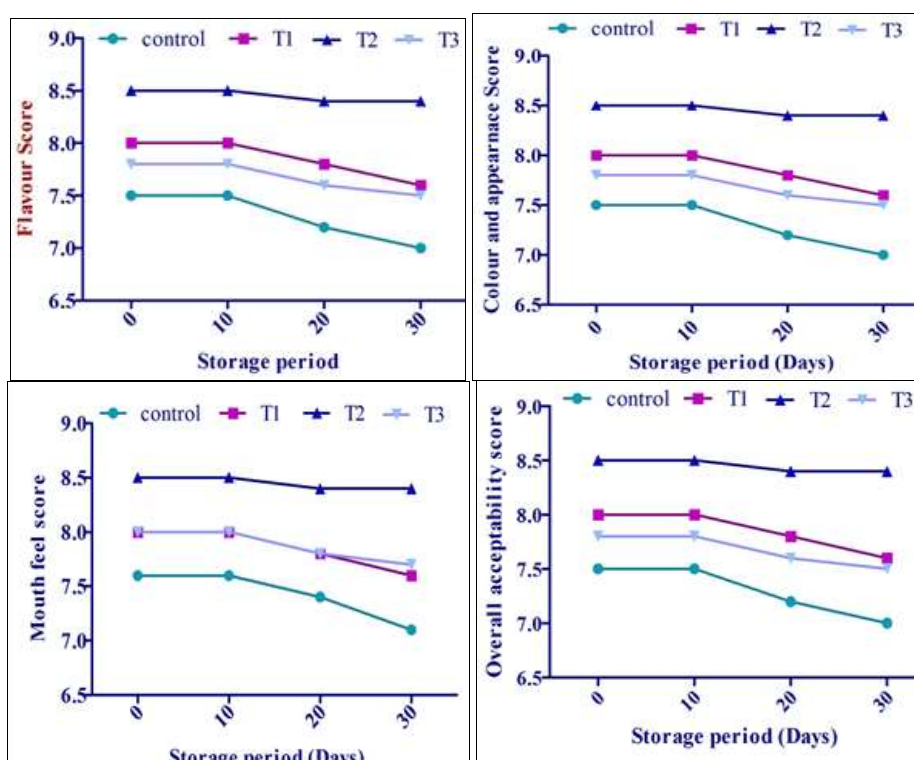 control T1 T2 T3
Flavour Score
9.0
8.5
8.0
7.5
7.0
6.5
0 10 20 30
Storage period
control T1 T2 T3
Colour and appearnace Score
9.0
8.5
8.0
7.5
7.0
6.5
0 10 20 30
Storage period (Days)
control T1 T2 T3
Mouth feel score
9.0
8.5
8.0
7.5
7.0
6.5
0 10 20 30
Storage period (Days)
control T1 T2 T3
Overall acceptability score
9.0
8.5
8.0
7.5
7.0
6.5
0 10 20 30
Storage period (Days)